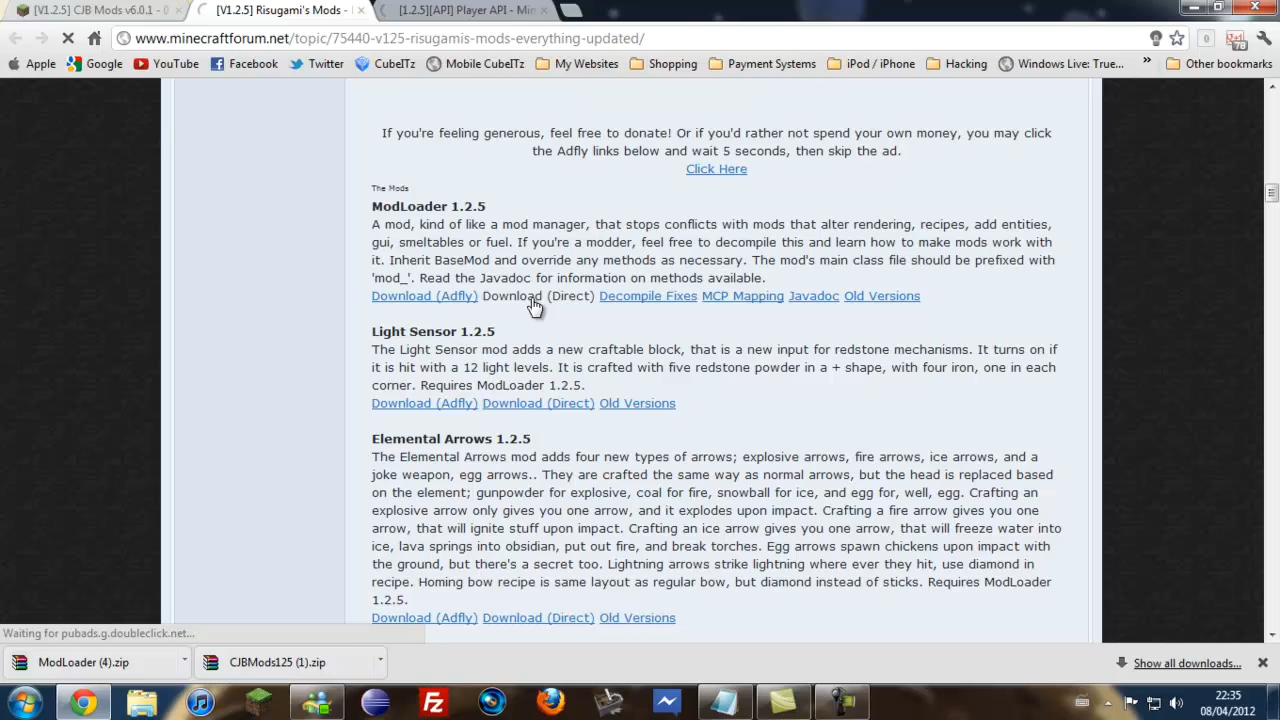 [V1.2.5] CJB Mods v6.0.1 -
[V1.2.5] Risugami's Mods -
[1.2.5][API] Player API - Min
www.minecraftforum.net/topic/75440-v125-risugamis-mods-everything-updated/
0
+1
78
Apple Google YouTube Facebook Twitter CubeITz Mobile CubeITz My Websites Shopping Payment Systems iPod / iPhone Hacking Windows Live: Tru... » Other bookmarks
If you're feeling generous, feel free to donate! Or if you'd rather not spend your own money, you may click
the Adfly links below and wait 5 seconds, then skip the ad.
Click Here
The Mods
ModLoader 1.2.5
A mod, kind of like a mod manager, that stops conflicts with mods that alter rendering, recipes, add entities,
gui, smeltables or fuel. If you're a modder, feel free to decompile this and learn how to make mods work with
it. Inherit BaseMod and override any methods as necessary. The mod's main class file should be prefixed with
'mod_'. Read the Javadoc for information on methods available.
Download (Adfly) Download (Direct) Decompile Fixes MCP Mapping Javadoc Old Versions
Light Sensor 1.2.5
The Light Sensor mod adds a new craftable block, that is a new input for redstone mechanisms. It turns on if
it is hit with a 12 light levels. It is crafted with five redstone powder in a + shape, with four iron, one in each
corner. Requires ModLoader 1.2.5.
Download (Adfly) Download (Direct) Old Versions
Elemental Arrows 1.2.5
The Elemental Arrows mod adds four new types of arrows; explosive arrows, fire arrows, ice arrows, and a
joke weapon, egg arrows.. They are crafted the same way as normal arrows, but the head is replaced based
on the element; gunpowder for explosive, coal for fire, snowball for ice, and egg for, well, egg. Crafting an
explosive arrow only gives you one arrow, and it explodes upon impact. Crafting a fire arrow gives you one
arrow, that will ignite stuff upon impact. Crafting an ice arrow gives you one arrow, that will freeze water into
ice, lava springs into obsidian, put out fire, and break torches. Egg arrows spawn chickens upon impact with
the ground, but there's a secret too. Lightning arrows strike lightning where ever they hit, use diamond in
recipe. Homing bow recipe is same layout as regular bow, but diamond instead of sticks. Requires ModLoader
1.2.5.
Download (Adfly) Download (Direct) Old Versions
Waiting for pubads.g.doubleclick.net...
ModLoader (4).zip
CJBMods125 (1).zip
Show all downloads...
22:35
08/04/2012